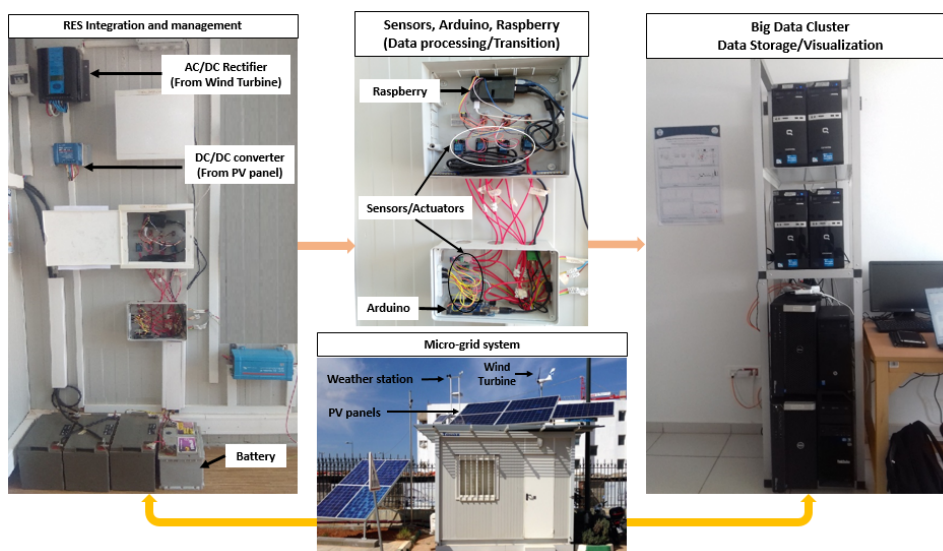 RES Integration and management
AC/DC Rectifier
(From Wind Turbine)
DC/DC converter
(From PV panel)
Battery
Sensors, Arduino, Raspberry
(Data processing/Transition)
Raspberry
Sensors/Actuators
Arduino
Micro-grid system
Weather station
Wind
Turbine
PV panels
Big Data Cluster
Data Storage/Visualization